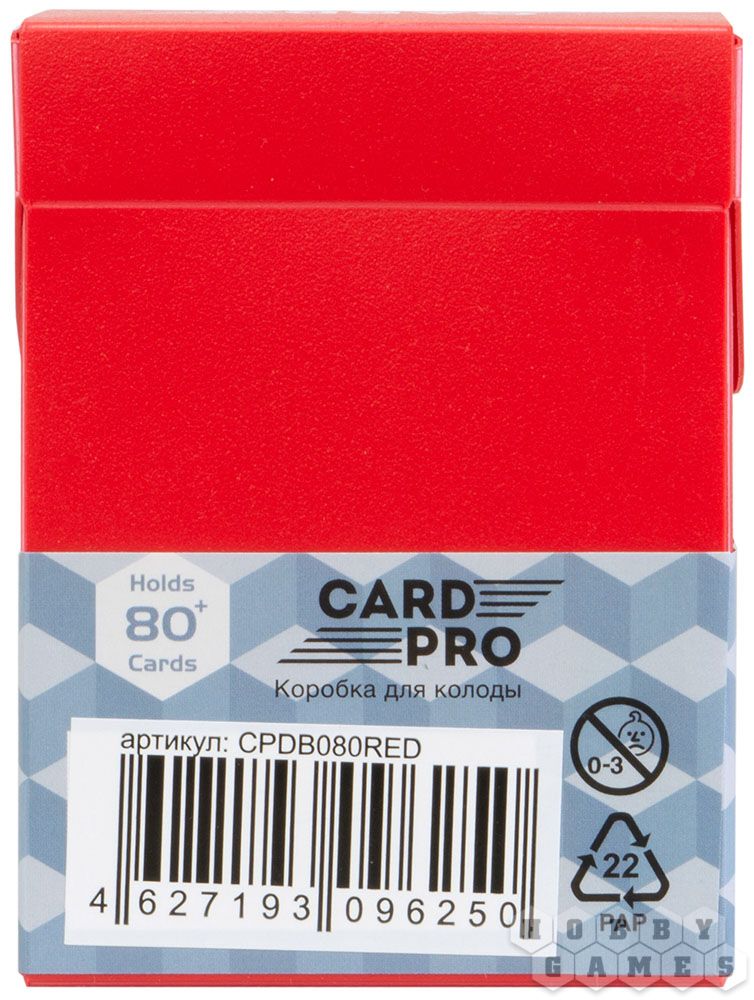 Holds
80+
Cards
CARD
PRO
Коробка для колоды
артикул: CPDB080RED
0-3
4 627193 096250
22
PAP
HOBBY
GAMES